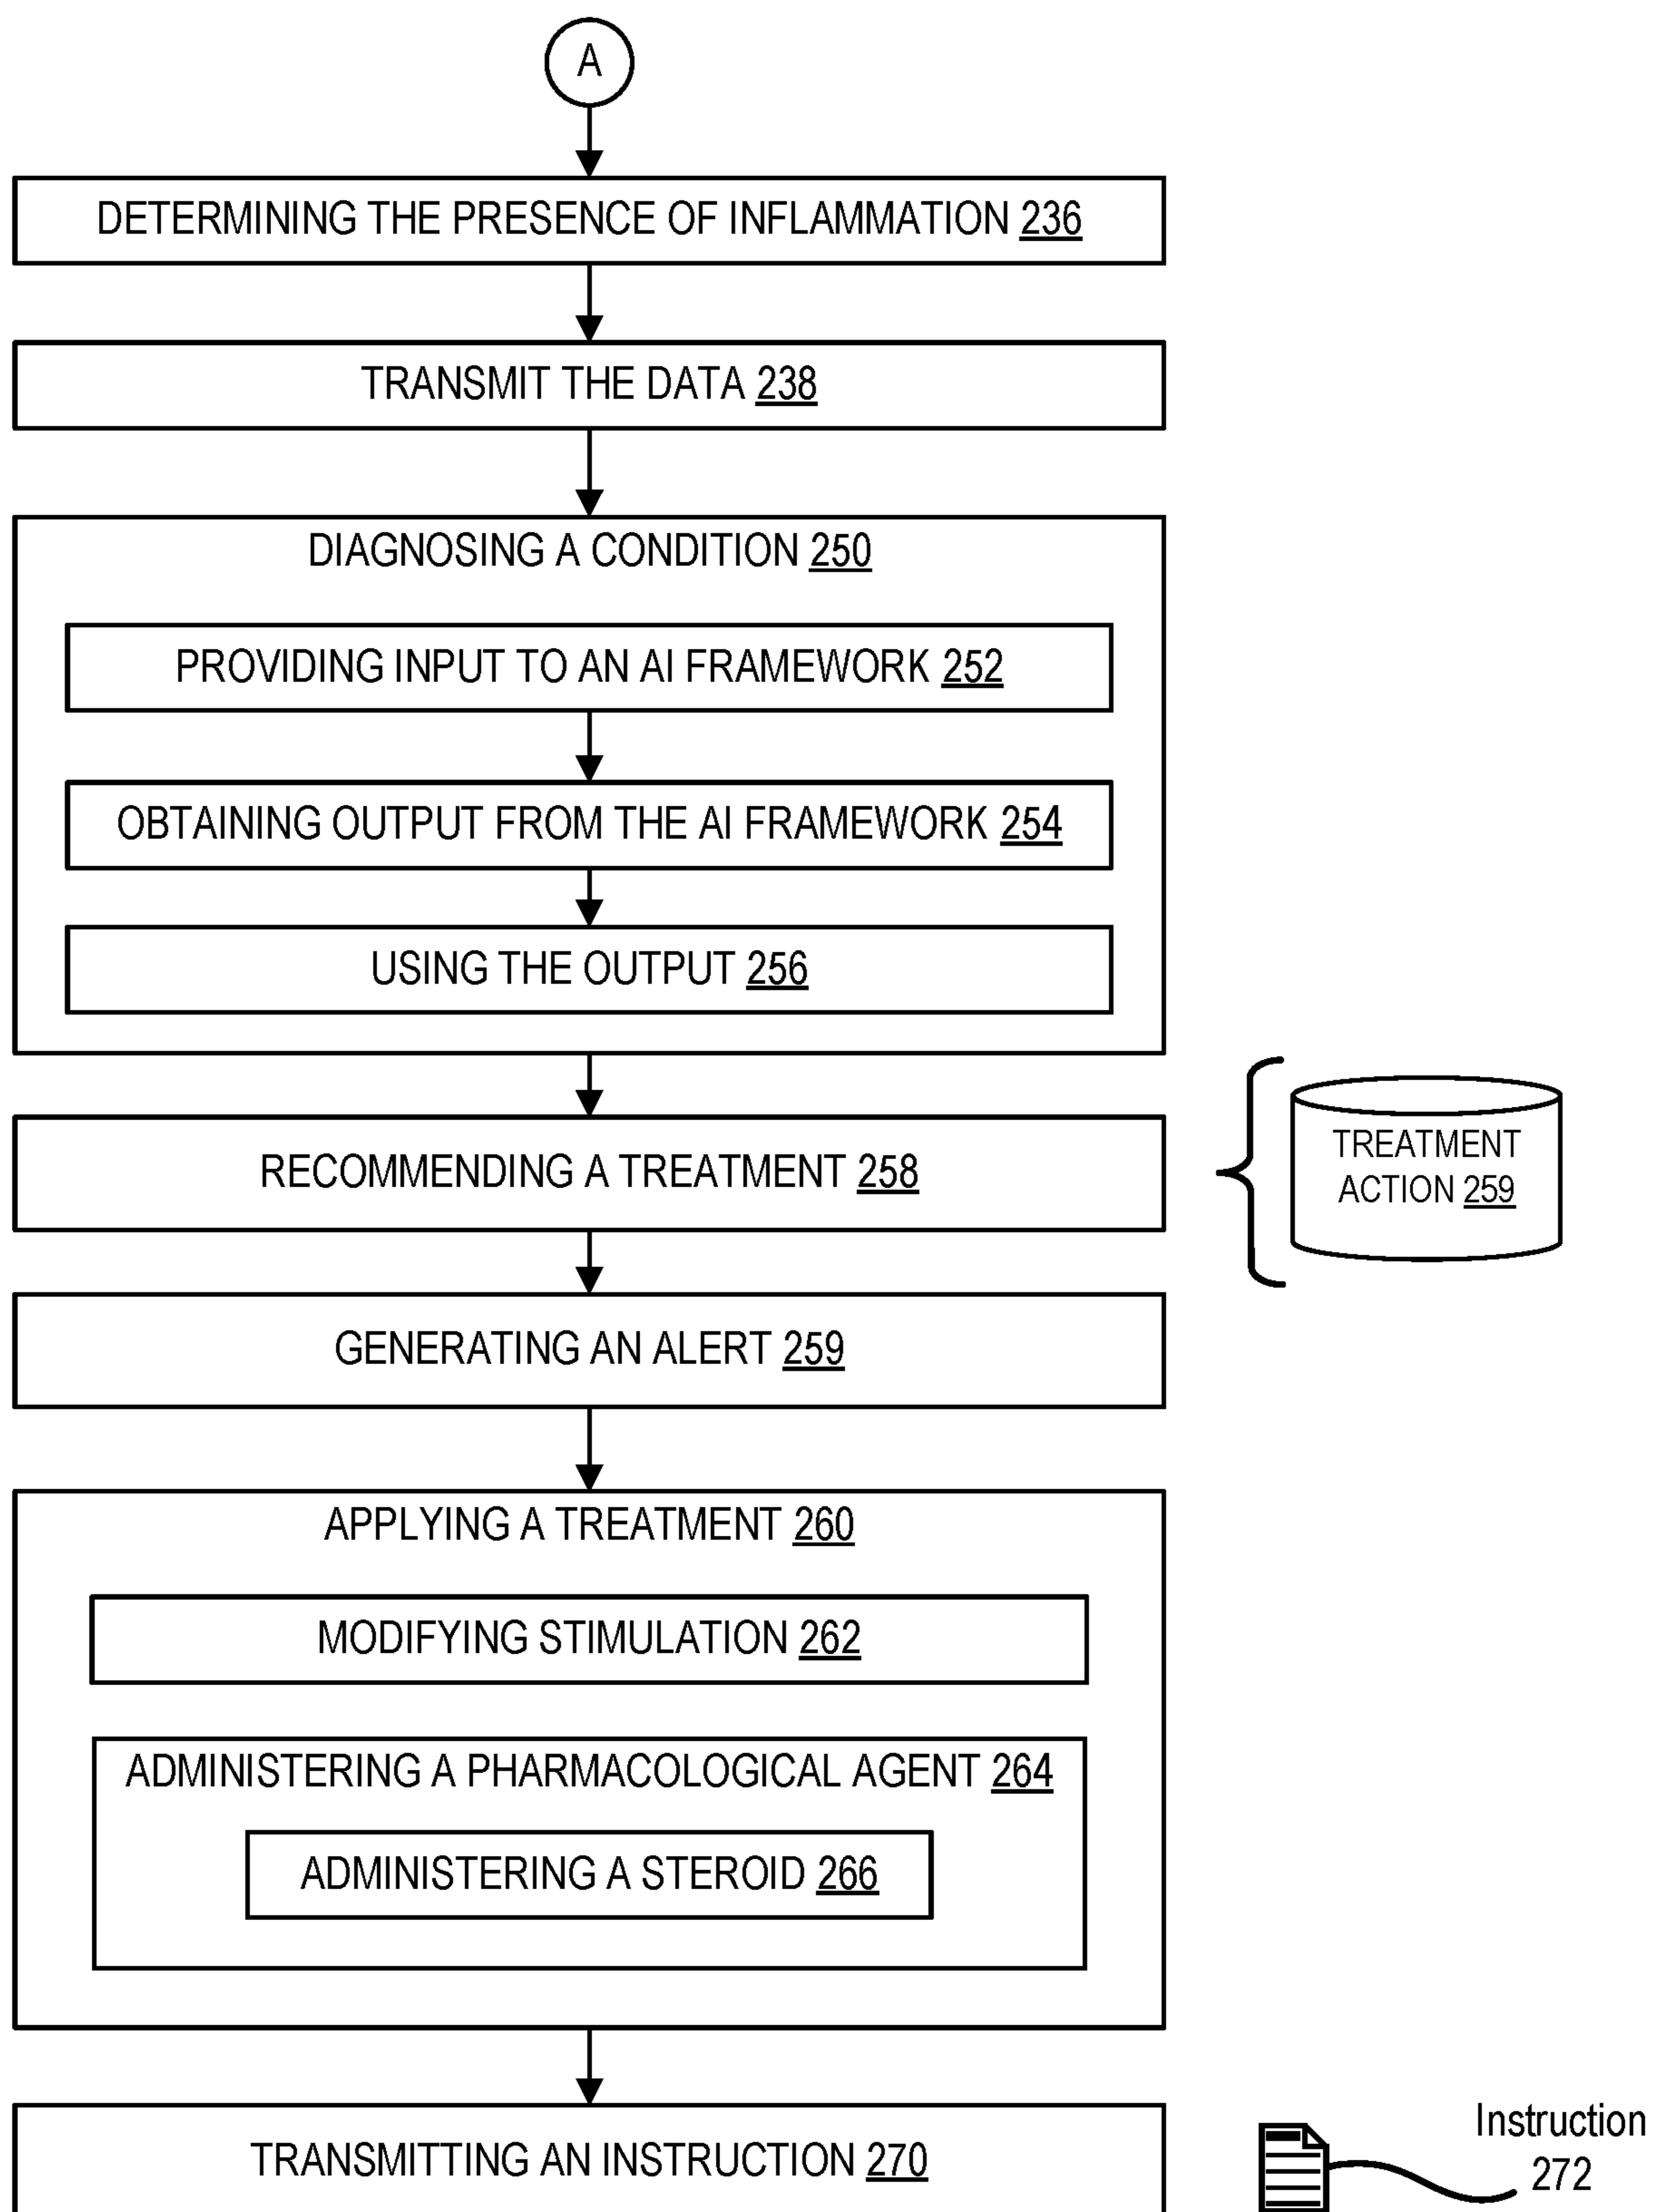 A
DETERMINING THE PRESENCE OF INFLAMMATION 236
TRANSMIT THE DATA 238
DIAGNOSING A CONDITION 250
PROVIDING INPUT TO AN AI FRAMEWORK 252
OBTAINING OUTPUT FROM THE AI FRAMEWORK 254
USING THE OUTPUT 256
RECOMMENDING A TREATMENT 258
TREATMENT
ACTION 259
GENERATING AN ALERT 259
APPLYING A TREATMENT 260
MODIFYING STIMULATION 262
ADMINISTERING A PHARMACOLOGICAL AGENT 264
ADMINISTERING A STEROID 266
TRANSMITTING AN INSTRUCTION 270
Instruction
272